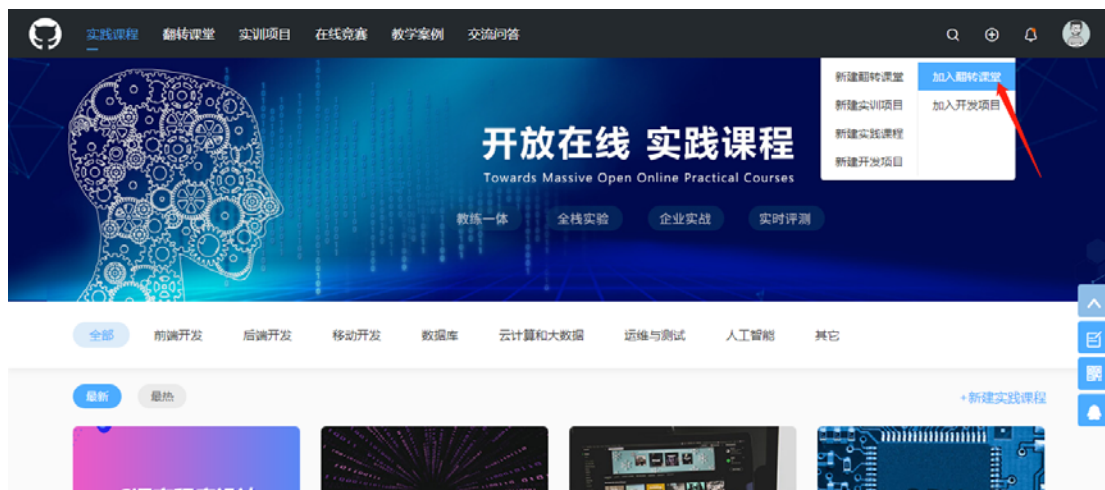 实践课程 翻转课堂 实训项目 在线竞赛 教学案例 交流问答
新建翻转课堂 加入翻转课堂
新建实训项目 加入开发项目
新建实践课程
新建开发项目
开放在线 实践课程
Towards Massive Open Online Practical Courses
教练一体 全栈实验 企业实战 实时评测
全部 前端开发 后端开发 移动开发 数据库 云计算和大数据 运维与测试 人工智能 其它
最新 最热 +新建实践课程